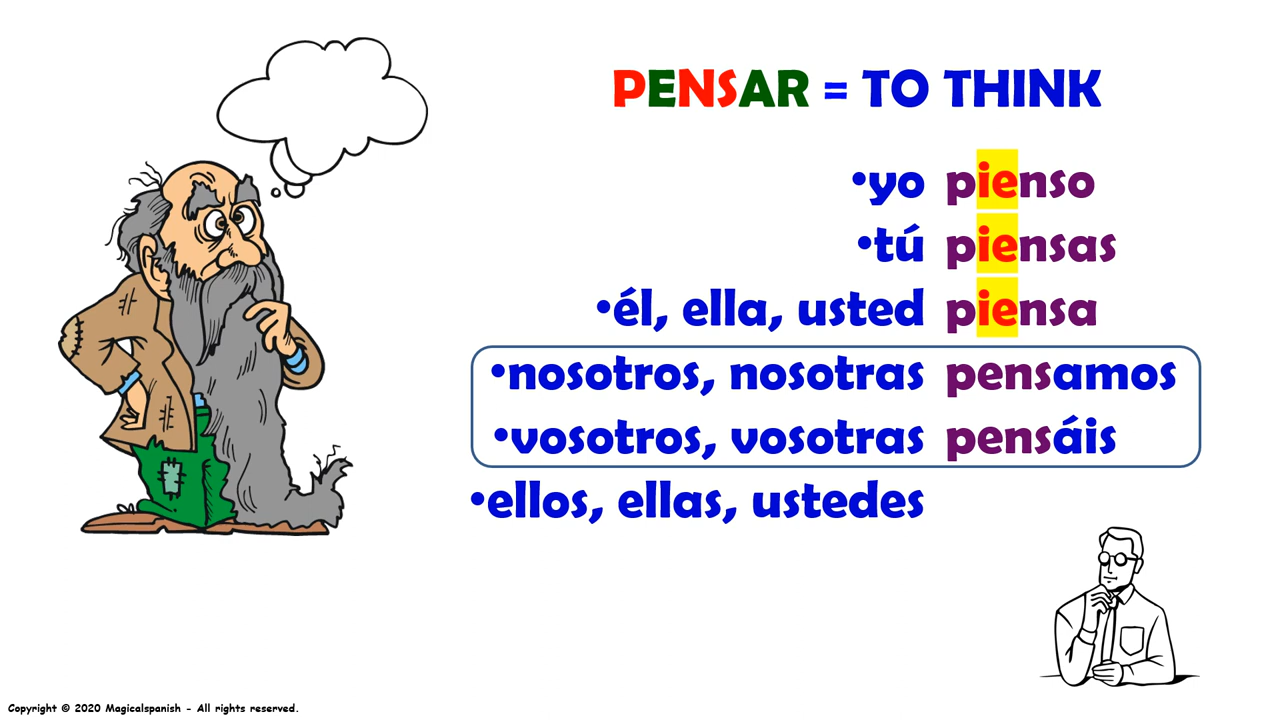 PENSAR = TO THINK
•yo pienso
•tú piensas
•él, ella, usted piensa
•nosotros, nosotras pensamos
•vosotros, vosotras pensáis
•ellos, ellas, ustedes
Copyright © 2020 Magicalspanish - All rights reserved.